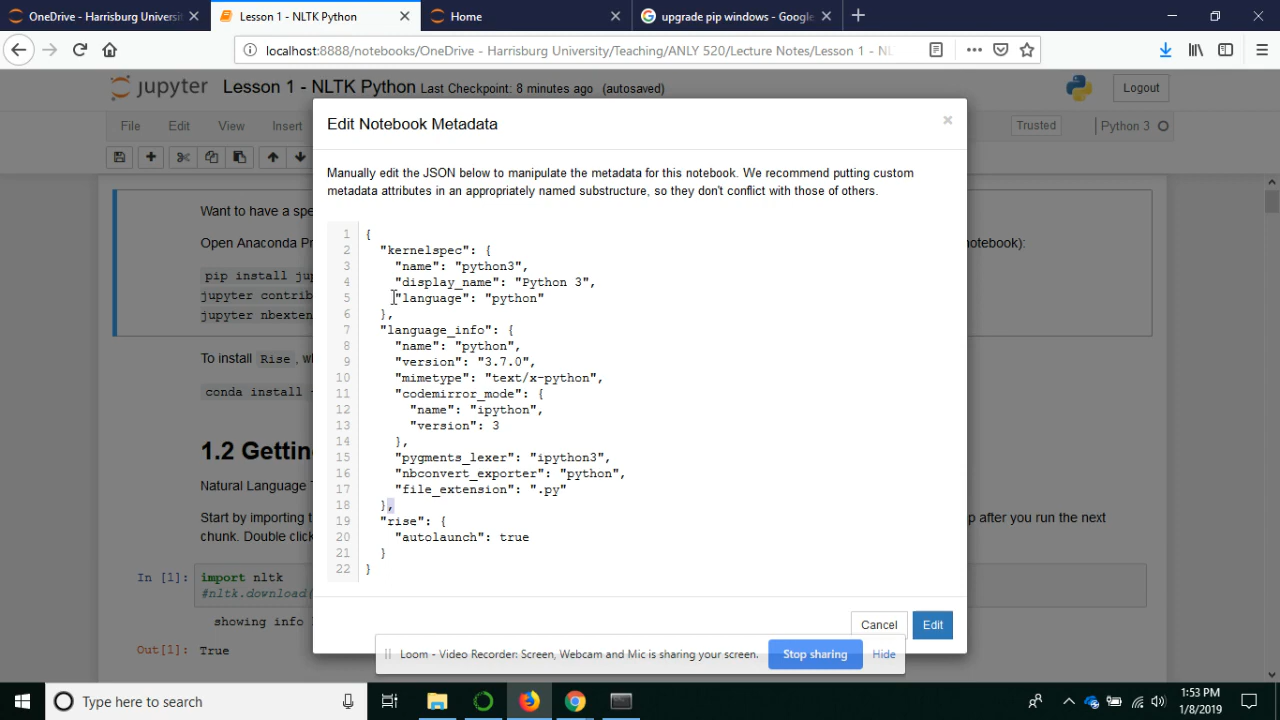 OneDrive - Harrisburg Universit
Lesson 1 - NLTK Python
Home
upgrade pip windows - Google
localhost:8888/notebooks/OneDrive - Harrisburg University/Teaching/ANLY 520/Lecture Notes/Lesson 1 - NL
jupyter Lesson 1 - NLTK Python Last Checkpoint: 8 minutes ago (autosaved)
Logout
File Edit View Insert
Trusted
Python 3
Edit Notebook Metadata
Manually edit the JSON below to manipulate the metadata for this notebook. We recommend putting custom
metadata attributes in an appropriately named substructure, so they don't conflict with those of others.
Want to have a spe
Open Anaconda Pr
notebook):
pip install jup
jupyter contrib
jupyter nbexten
To install Rise , w
conda install
1.2 Gettin
Natural Language
Start by importing t
p after you run the next
chunk. Double click
In [1]: import nltk
#nltk.download(
showing info
Out[1]: True
1 {
2 "kernelspec": {
3 "name": "python3",
4 "display_name": "Python 3",
5 "language": "python"
6 },
7 "language_info": {
8 "name": "python",
9 "version": "3.7.0",
10 "mimetype": "text/x-python",
11 "codemirror_mode": {
12 "name": "ipython",
13 "version": 3
14 },
15 "pygments_lexer": "ipython3",
16 "nbconvert_exporter": "python",
17 "file_extension": ".py"
18 },
19 "rise": {
20 "autolaunch": true
21 }
22 }
Cancel
Edit
Loom - Video Recorder: Screen, Webcam and Mic is sharing your screen.
Stop sharing
Hide
Type here to search
1:53 PM
1/8/2019